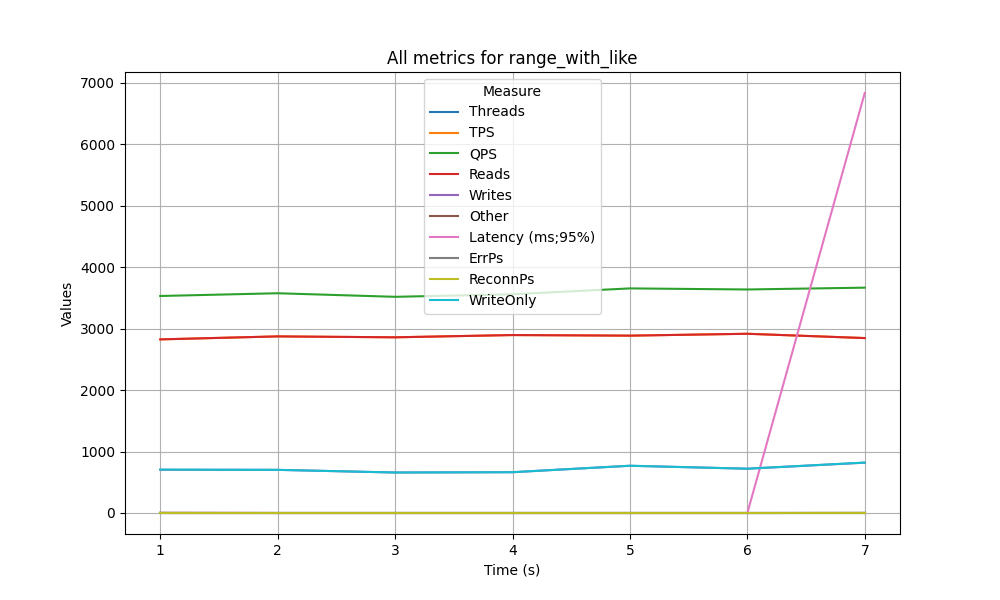 All metrics for range_with_like
7000
6000
5000
4000
3000
2000
1000
0
Values
Measure
Threads
TPS
QPS
Reads
Writes
Other
Latency (ms;95%)
ErrPs
ReconnPs
WriteOnly
1 2 3 4 5 6 7
Time (s)